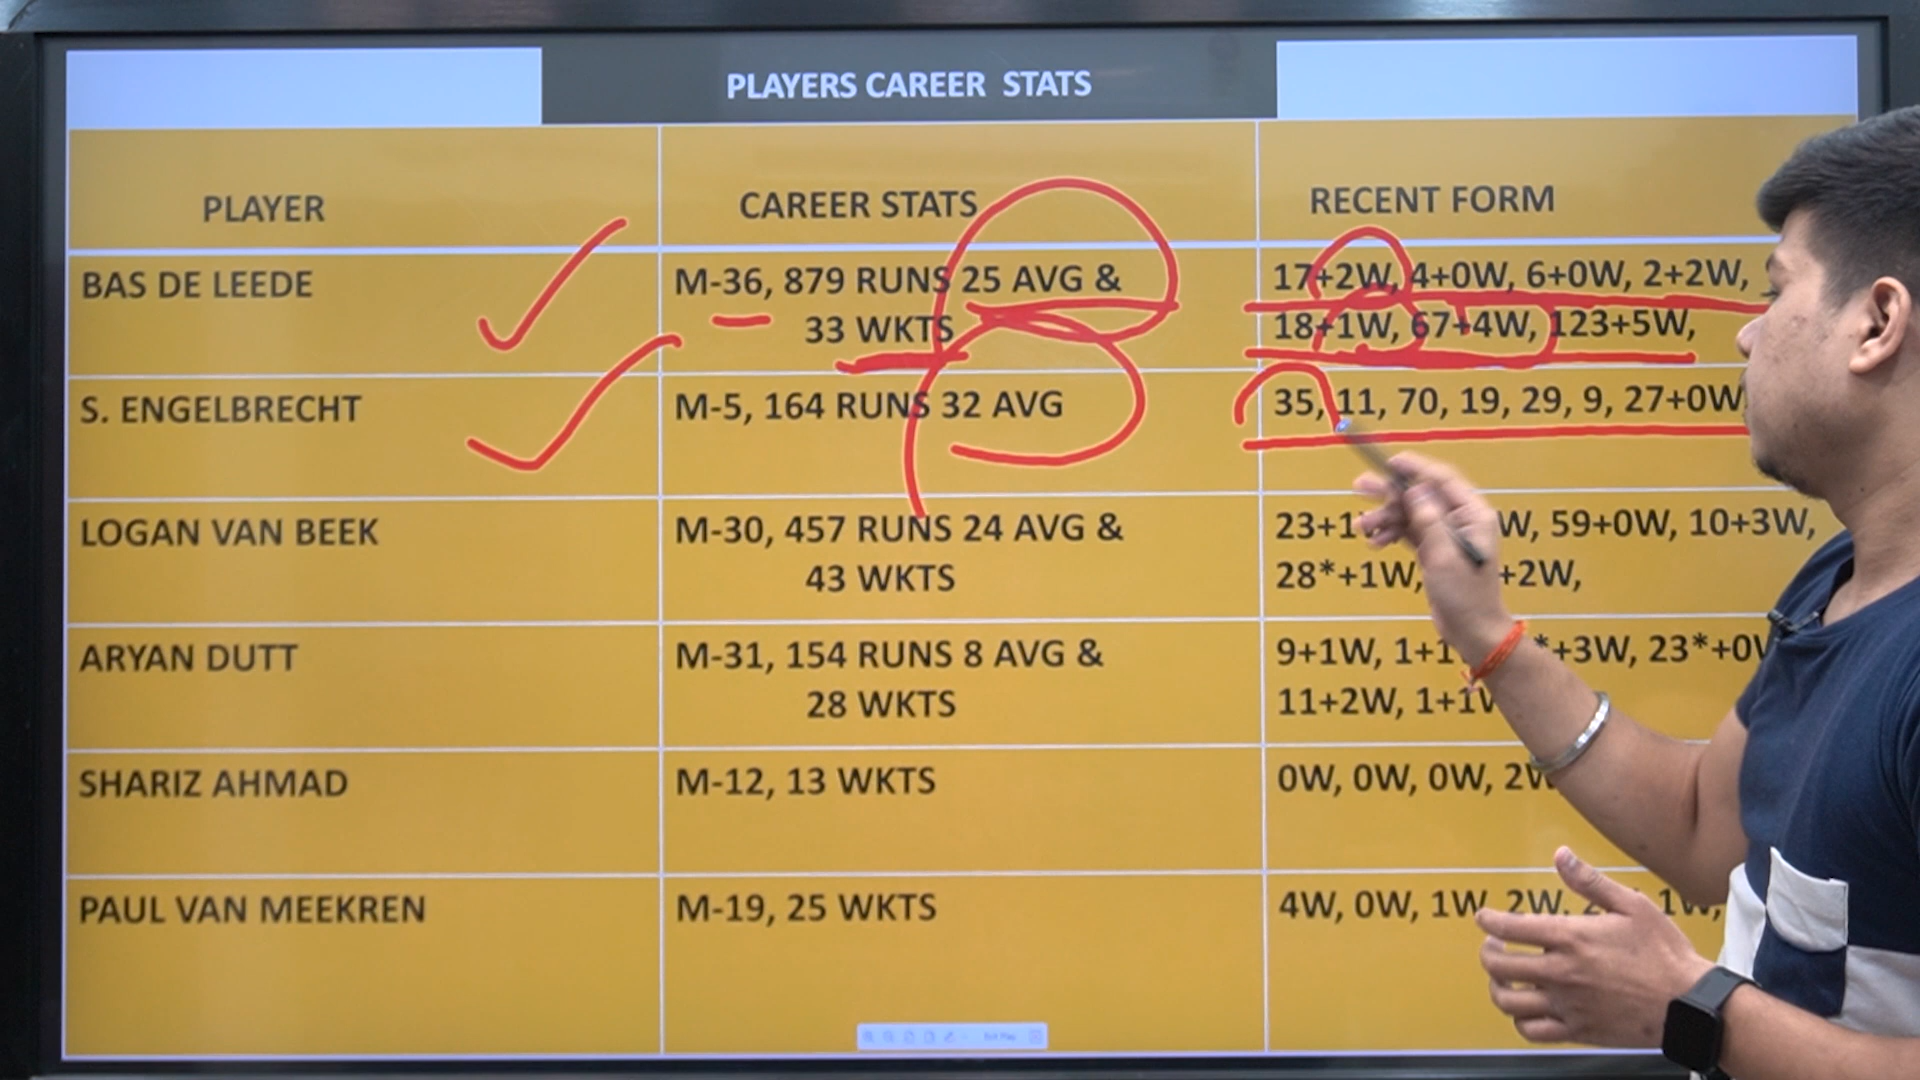 PLAYERS CAREER STATS
PLAYER
CAREER STATS
RECENT FORM
BAS DE LEEDE
M-36, 879 RUNS 25 AVG &
33 WKTS
17+2W, 4+0W, 6+0W, 2+2W,
18+1W, 67+4W, 123+5W,
S. ENGELBRECHT
M-5, 164 RUNS 32 AVG
35, 11, 70, 19, 29, 9, 27+0W
LOGAN VAN BEEK
M-30, 457 RUNS 24 AVG &
43 WKTS
59+0W, 10+3W,
28*+1W, +2W,
ARYAN DUTT
M-31, 154 RUNS 8 AVG &
28 WKTS
9+1W, +3W,
11+2W,
SHARIZ AHMAD
M-12, 13 WKTS
0W, 0W, 0W,
PAUL VAN MEEKREN
M-19, 25 WKTS
4W, 0W, 1W, 2W, 1W,